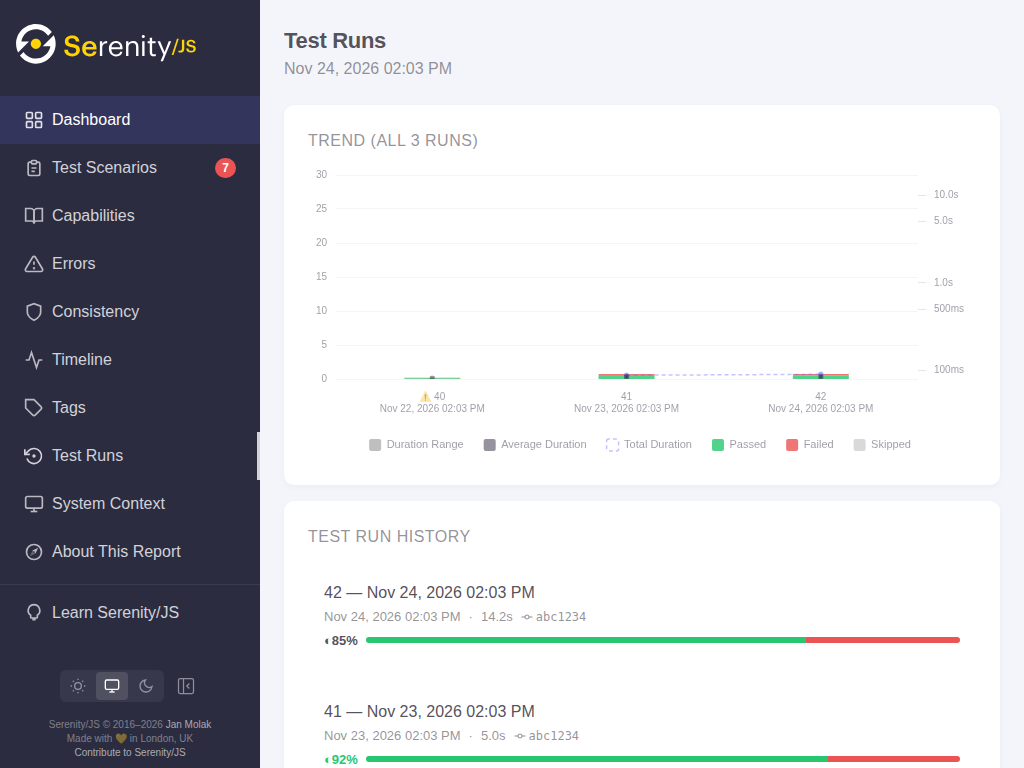 Serenity/JS
Dashboard
Test Scenarios 7
Capabilities
Errors
Consistency
Timeline
Tags
Test Runs
System Context
About This Report
Learn Serenity/JS
Serenity/JS © 2016–2026 Jan Molak
Made with 💛 in London, UK
Contribute to Serenity/JS
Test Runs
Nov 24, 2026 02:03 PM
TREND (ALL 3 RUNS)
30
25
20
15
10
5
0
10.0s
5.0s
1.0s
500ms
100ms
⚠️ 40
Nov 22, 2026 02:03 PM
41
Nov 23, 2026 02:03 PM
42
Nov 24, 2026 02:03 PM
Duration Range Average Duration Total Duration Passed Failed Skipped
TEST RUN HISTORY
42 — Nov 24, 2026 02:03 PM
Nov 24, 2026 02:03 PM · 14.2s abc1234
85%
41 — Nov 23, 2026 02:03 PM
Nov 23, 2026 02:03 PM · 5.0s abc1234
92%